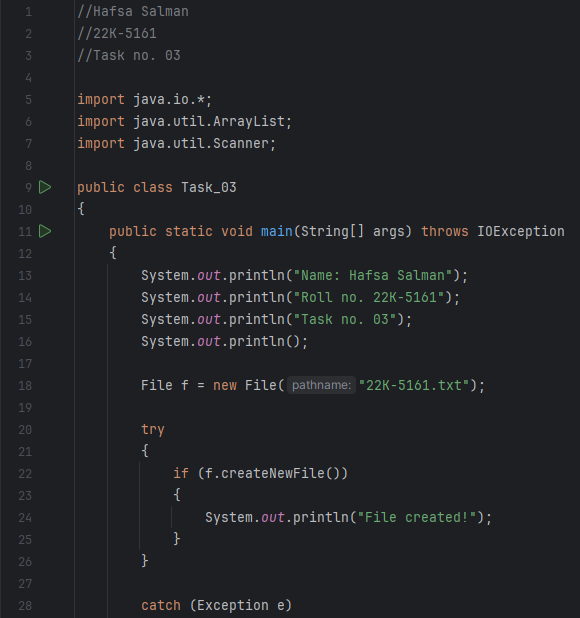 1 //Hafsa Salman
2 //22K-5161
3 //Task no. 03
4
5 import java.io.*;
6 import java.util.ArrayList;
7 import java.util.Scanner;
8
9 public class Task_03
10 {
11     public static void main(String[] args) throws IOException
12     {
13         System.out.println("Name: Hafsa Salman");
14         System.out.println("Roll no. 22K-5161");
15         System.out.println("Task no. 03");
16         System.out.println();
17
18         File f = new File( pathname: "22K-5161.txt");
19
20         try
21         {
22             if (f.createNewFile())
23             {
24                 System.out.println("File created!");
25             }
26         }
27
28         catch (Exception e)